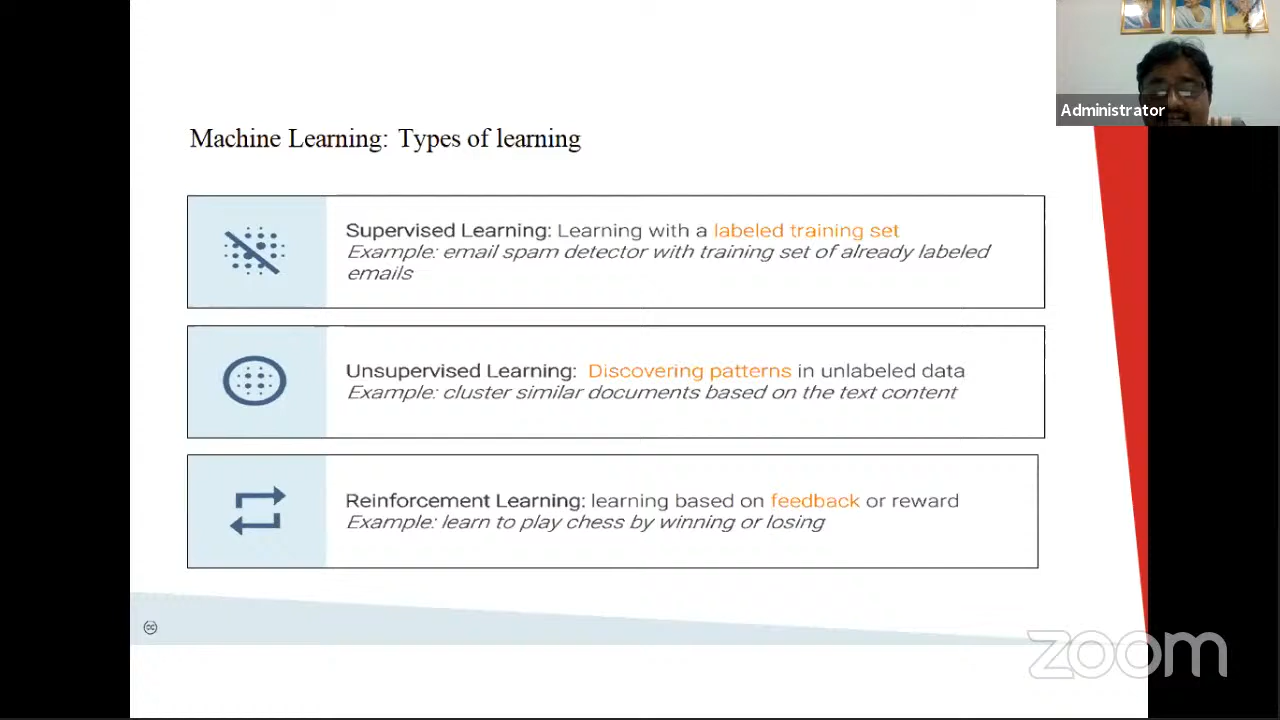 Administrator
Machine Learning: Types of learning
Supervised Learning: Learning with a labeled training set
Example: email spam detector with training set of already labeled
emails
Unsupervised Learning: Discovering patterns in unlabeled data
Example: cluster similar documents based on the text content
Reinforcement Learning: learning based on feedback or reward
Example: learn to play chess by winning or losing
zoom